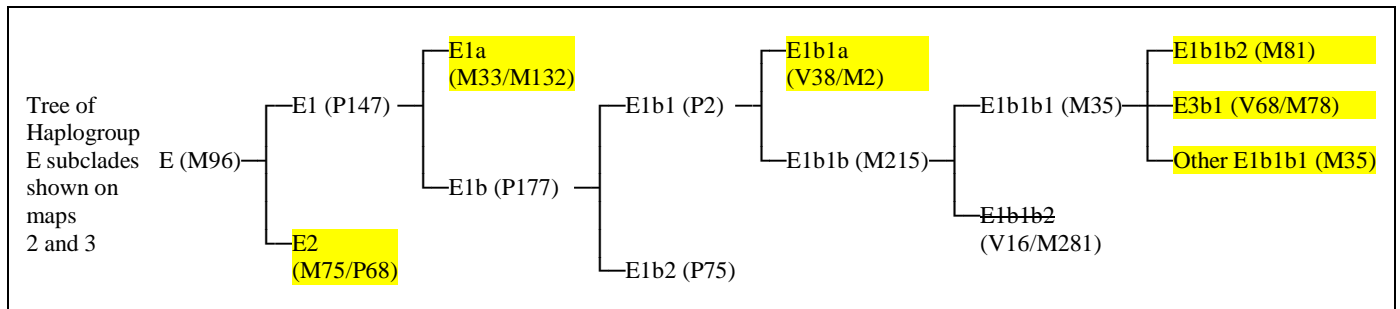 Tree of
Haplogroup
E subclades
shown on
maps
2 and 3
E (M96)
E1 (P147)
E2
(M75/P68)
E1a
(M33/M132)
E1b (P177)
E1b1 (P2)
E1b2 (P75)
E1b1a
(V38/M2)
E1b1b (M215)
E1b1b1 (M35)
E1b1b2
(V16/M281)
E1b1b2 (M81)
E3b1 (V68/M78)
Other E1b1b1 (M35)